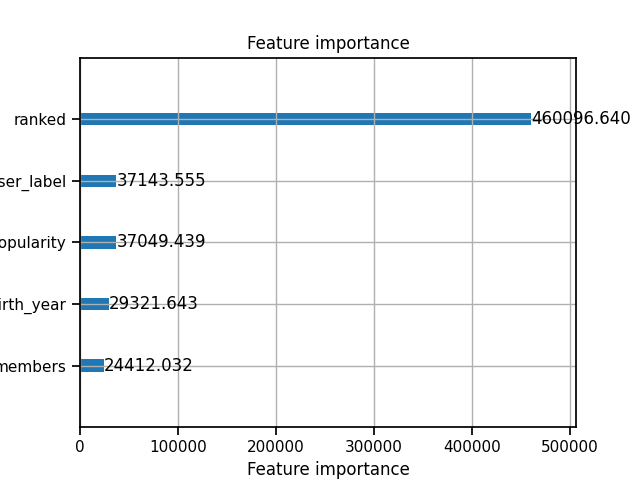 Feature importance
ranked 460096.640
ser_label 37143.555
opularity 37049.439
irth_year 29321.643
members 24412.032
0 100000 200000 300000 400000 500000
Feature importance